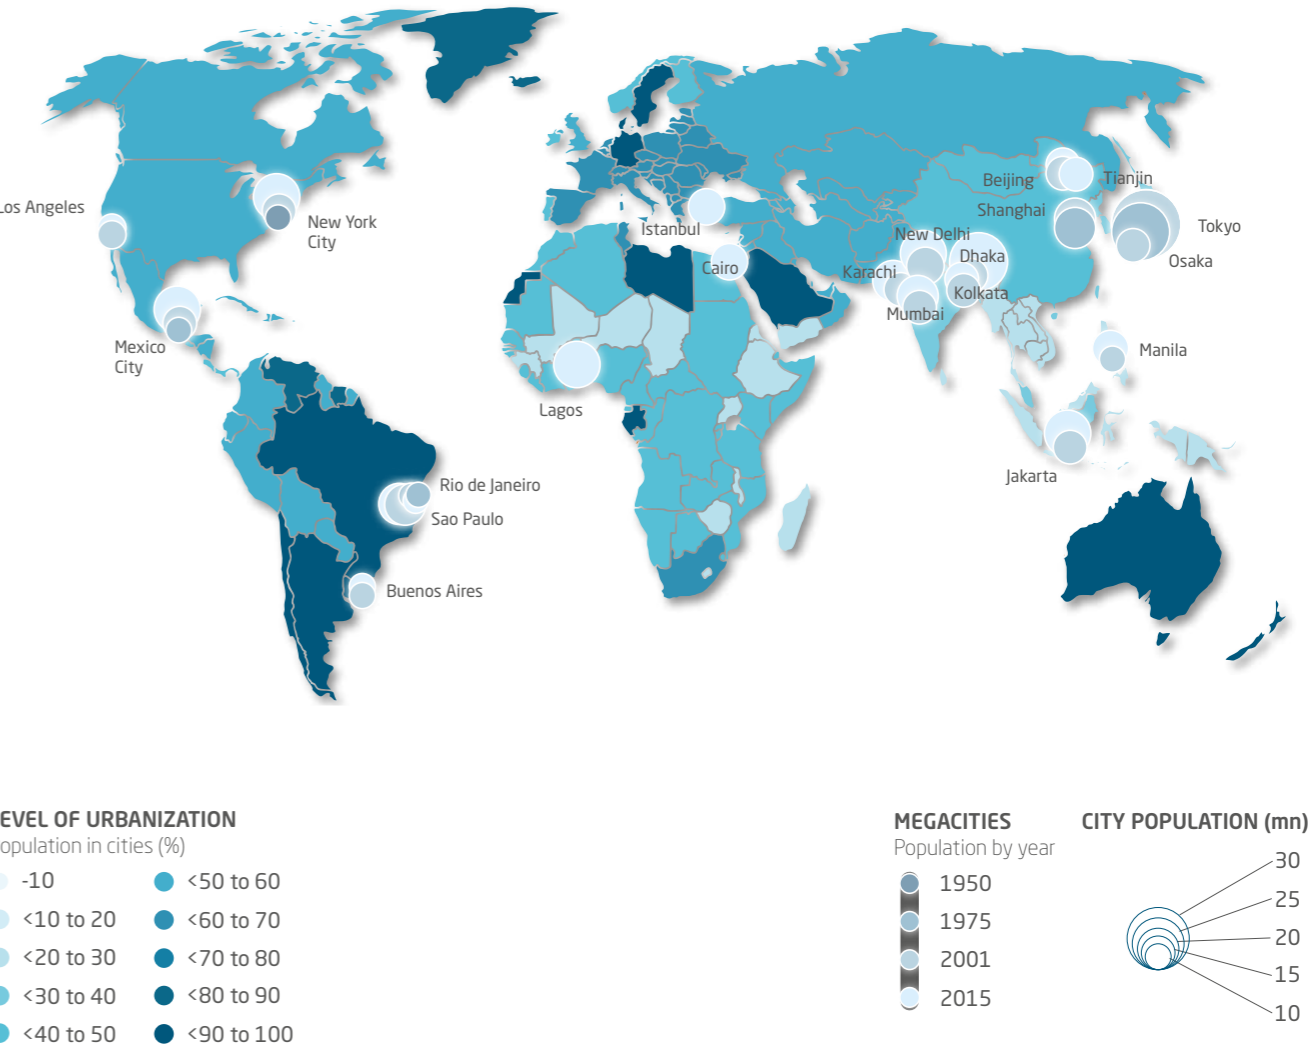 Los Angeles
New York
City
Mexico
City
Rio de Janeiro
Sao Paulo
Buenos Aires
Lagos
Istanbul
Cairo
Karachi
New Delhi
Mumbai
Dhaka
Kolkata
Beijing
Tianjin
Shanghai
Tokyo
Osaka
Manila
Jakarta
EVEL OF URBANIZATION
opulation in cities (%)
-10
<10 to 20
<20 to 30
<30 to 40
<40 to 50
<50 to 60
<60 to 70
<70 to 80
<80 to 90
<90 to 100
MEGACITIES
Population by year
1950
1975
2001
2015
CITY POPULATION (mn)
30
25
20
15
10